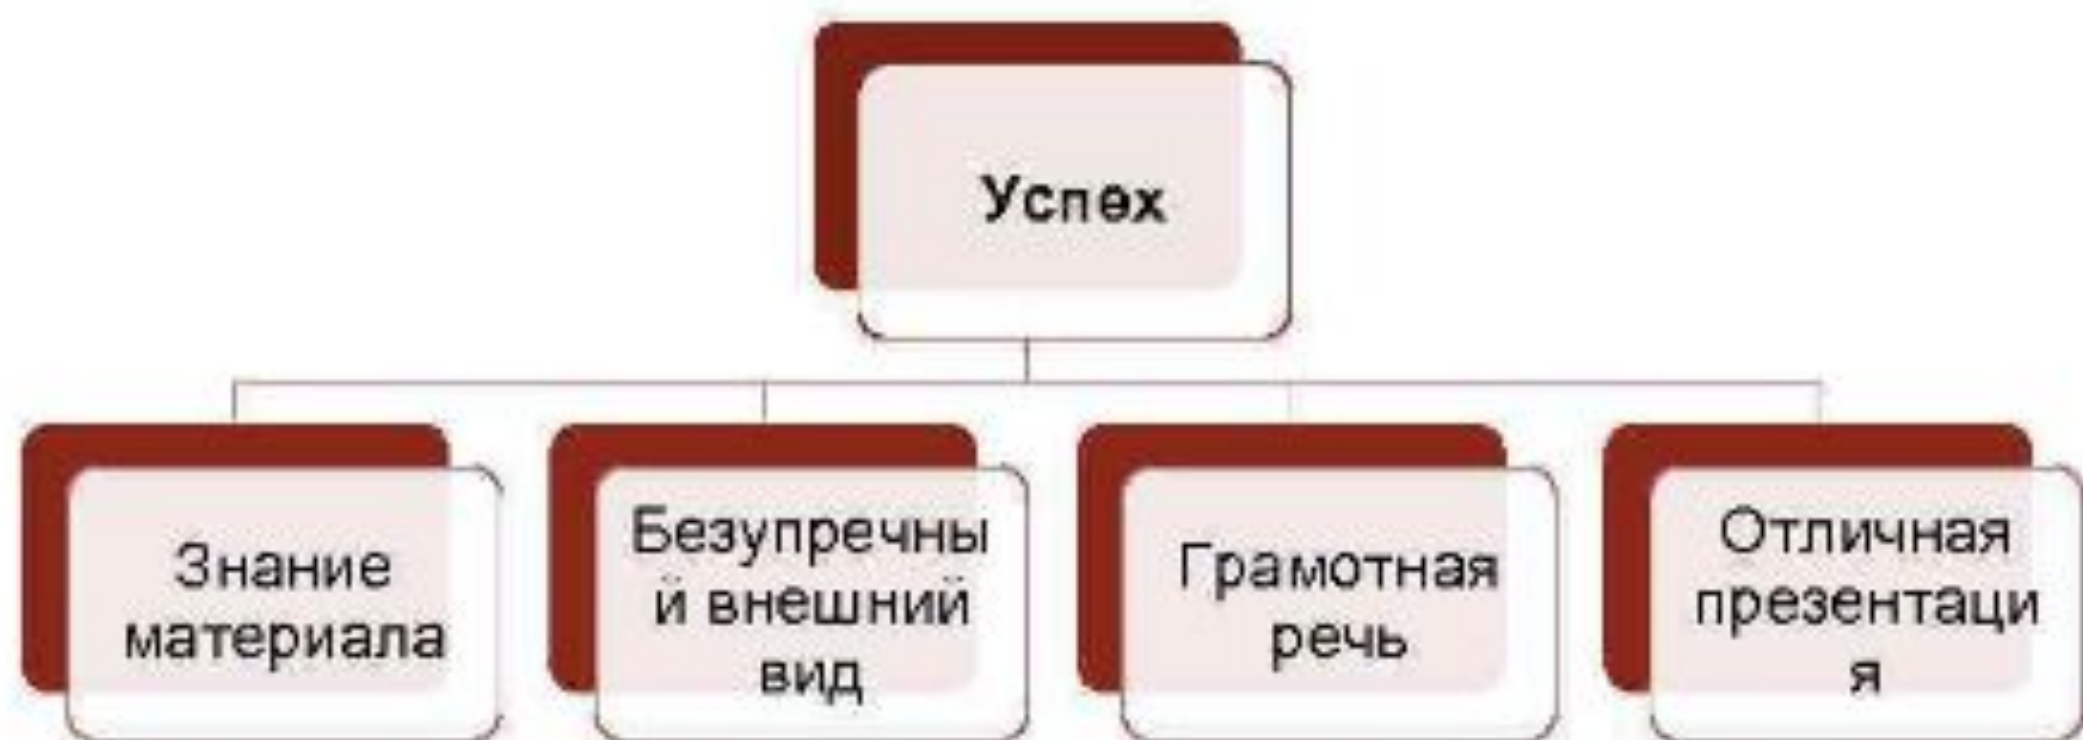 Успех
Знание
материала
Безупречны
й внешний
вид
Грамотная
речь
Отличная
презентаци
я